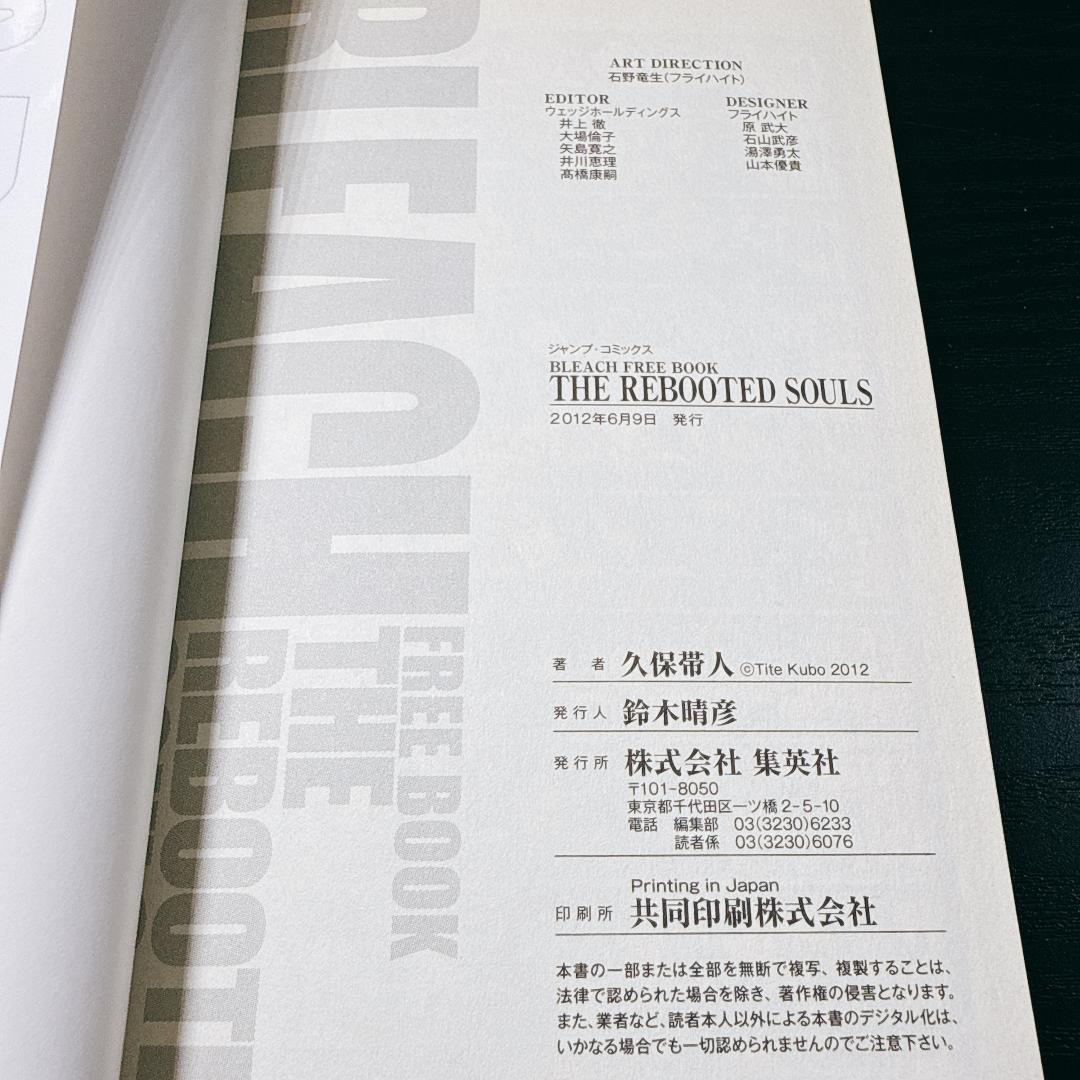 BLEACH
FREE BOOK
THE
REBOOT
ART DIRECTION
石野竜生(フライハイト)
EDITOR
ウェッジホールディングス
井上 徹
大場倫子
矢島寛之
井川恵理
髙橋康嗣
DESIGNER
フライハイト
原 武大
石山武彦
湯澤勇太
山本優貴
ジャンプ・コミックス
BLEACH FREE BOOK
THE REBOOTED SOULS
2012年6月9日 発行
著 者 久保帯人 ©Tite Kubo 2012
発行人 鈴木晴彦
発行所 株式会社 集英社
〒101-8050
東京都千代田区一ツ橋2-5-10
電話 編集部 03(3230)6233
読者係 03(3230)6076
Printing in Japan
印刷所 共同印刷株式会社
本書の一部または全部を無断で複写、複製することは、
法律で認められた場合を除き、著作権の侵害となります。
また、業者など、読者本人以外による本書のデジタル化は、
いかなる場合でも一切認められませんのでご注意下さい。